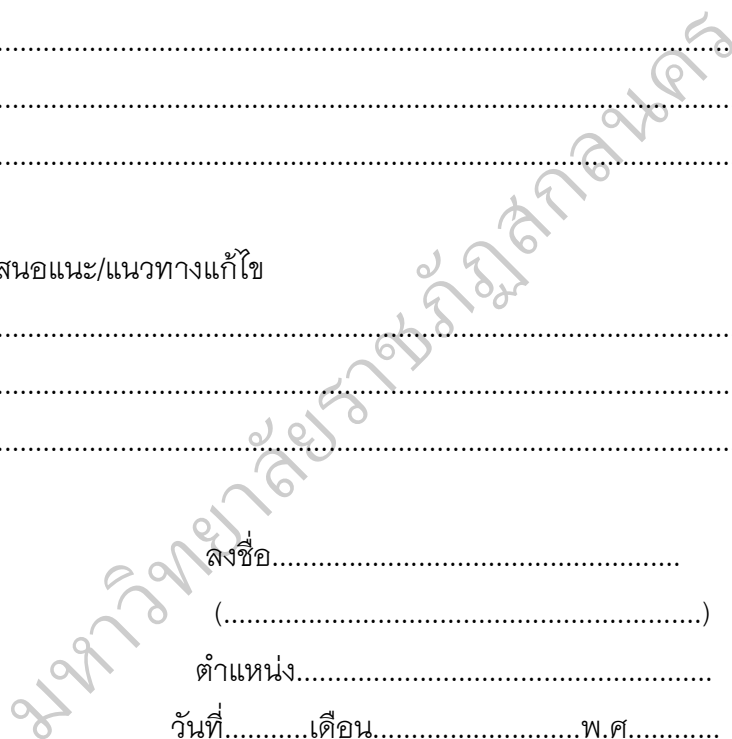 ...............................................................................................
...............................................................................................
...............................................................................................
สนอแนะ/แนวทางแก้ไข
...............................................................................................
...............................................................................................
...............................................................................................
ลงชื่อ.....................................................
(..............................................................)
ตำแหน่ง......................................................
วันที่...........เดือน...........................พ.ศ............
มหาวิทยาลัยราชภัฏสกลนคร